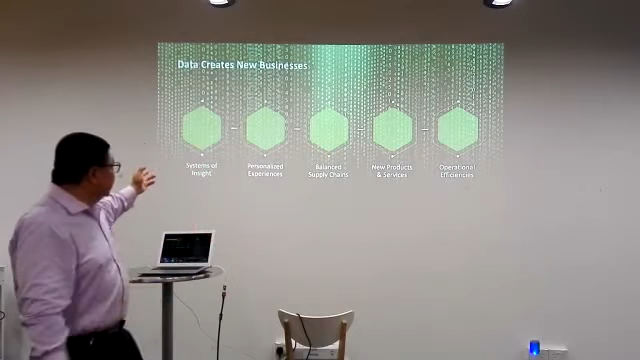 Data Creates New Businesses
Systems of
Insight
Personalized
Experiences
Balanced
Supply Chains
New Products
& Services
Operational
Efficiencies